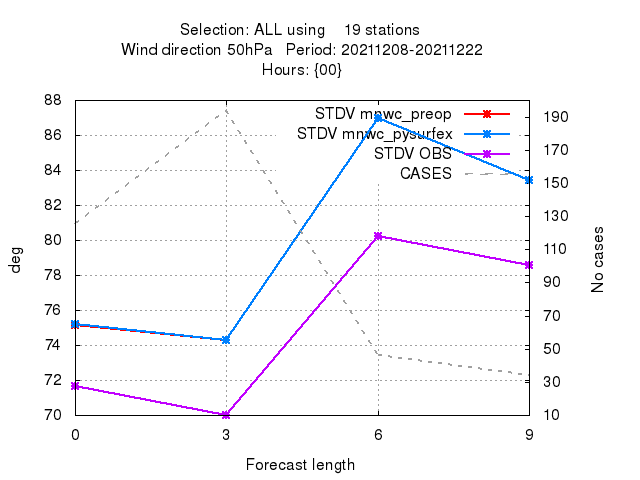 Selection: ALL using    19 stations
Wind direction 50hPa   Period: 20211208-20211222
Hours: {00}
STDV mnwc_preop
STDV mnwc_pysurfex
STDV OBS
CASES
deg
88
86
84
82
80
78
76
74
72
70
No cases
190
170
150
130
110
90
70
50
30
10
0 3 6 9
Forecast length